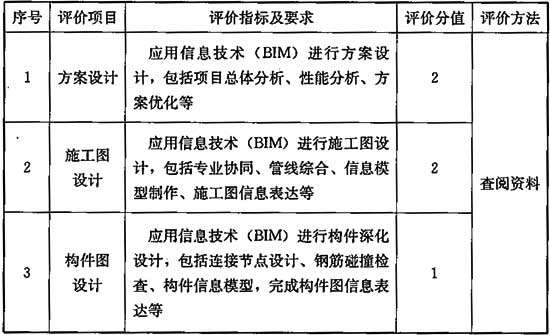 序号 评价项目 评价指标及要求 评价分值 评价方法
1 方案设计 应用信息技术（BIM）进行方案设
计，包括项目总体分析、性能分析、方
案优化等 2
2 施工图
设计 应用信息技术（BIM）进行施工图设
计，包括专业协同、管线综合、信息模
型制作、施工图信息表达等 2
查阅资料
3 构件图
设计 应用信息技术（BIM）进行构件深化
设计，包括连接节点设计、钢筋碰撞检
查、构件信息模型，完成构件图信息表
达等 1